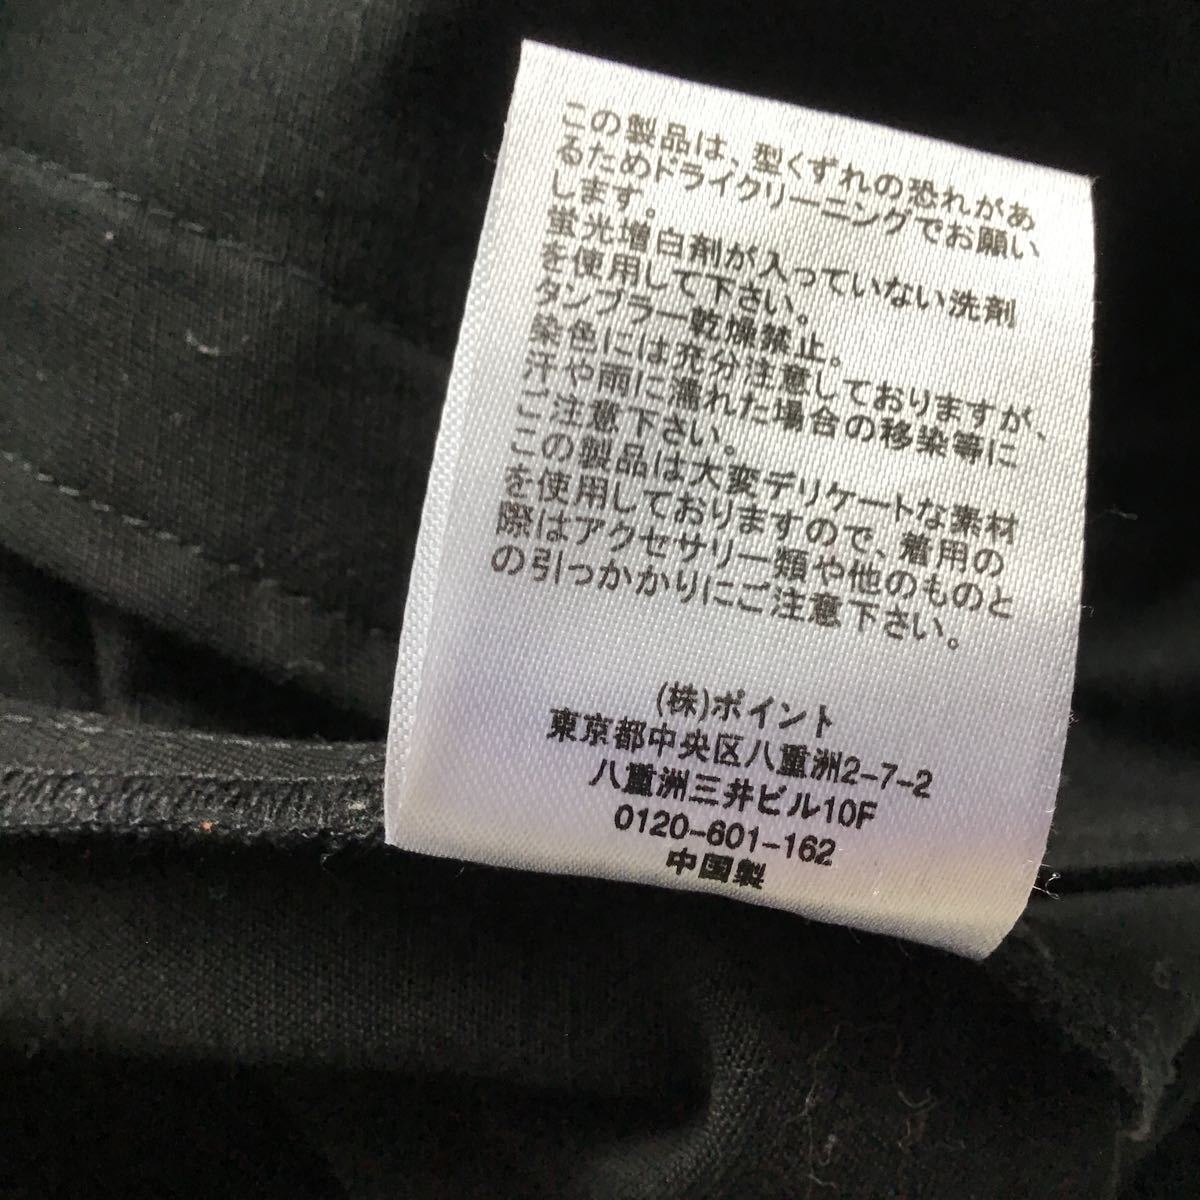 この製品は、型くずれの恐れがあ
るためドライクリーニングでお願い
します。
蛍光増白剤が入っていない洗剤
を使用して下さい。
タンブラー乾燥禁止。
染色には充分注意しておりますが、
汗や雨に濡れた場合の移染等に
ご注意下さい。
この製品は大変デリケートな素材
を使用しておりますので、着用の
際はアクセサリー類や他のものと
の引っかかりにご注意下さい。
(株)ポイント
東京都中央区八重洲2-7-2
八重洲三井ビル10F
0120-601-162
中国製